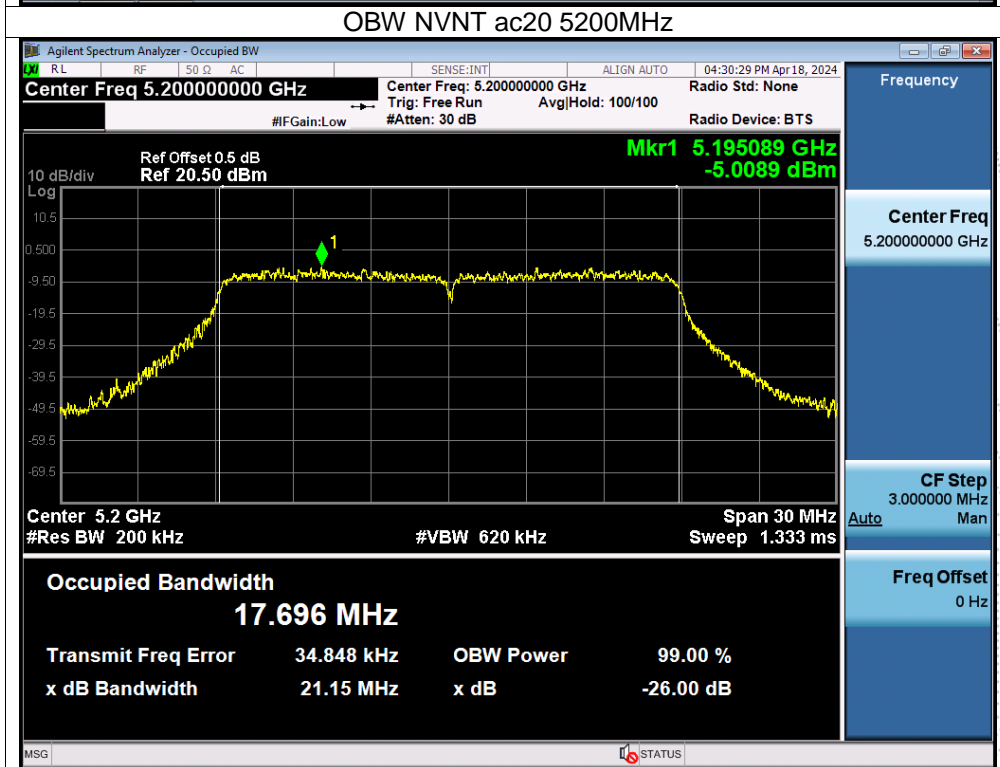 OBW NVNT ac20 5200MHz
Agilent Spectrum Analyzer - Occupied BW
LXI RL RF 50 Ω AC SENSE:INT ALIGN AUTO 04:30:29 PM Apr 18, 2024
Center Freq 5.200000000 GHz
Center Freq: 5.200000000 GHz
Radio Std: None
Trig: Free Run Avg|Hold: 100/100
#IFGain:Low
#Atten: 30 dB
Radio Device: BTS
Mkr1 5.195089 GHz
-5.0089 dBm
Ref Offset 0.5 dB
10 dB/div Ref 20.50 dBm
Log
10.5
0.500
-9.50
-19.5
-29.5
-39.5
-49.5
-59.5
-69.5
1
Center 5.2 GHz Span 30 MHz
#Res BW 200 kHz #VBW 620 kHz Sweep 1.333 ms
Occupied Bandwidth
17.696 MHz
Transmit Freq Error 34.848 kHz OBW Power 99.00 %
x dB Bandwidth 21.15 MHz x dB -26.00 dB
Frequency
Center Freq
5.200000000 GHz
CF Step
3.000000 MHz
Auto Man
Freq Offset
0 Hz
MSG STATUS